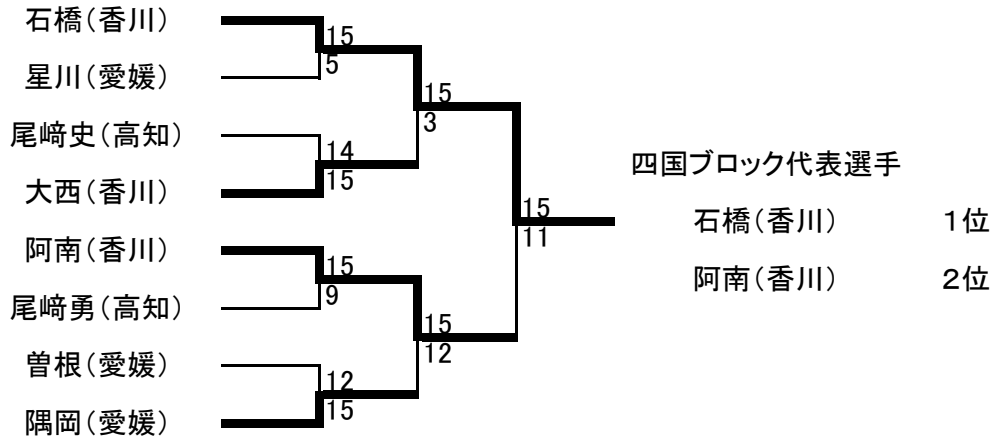 石橋(香川)
15
5
星川(愛媛)
15
3
尾﨑史(高知)
14
15
大西(香川)
四国ブロック代表選手
15
11
石橋(香川) 1位
阿南(香川) 2位
阿南(香川)
15
9
尾﨑勇(高知)
15
12
曽根(愛媛)
12
15
隅岡(愛媛)